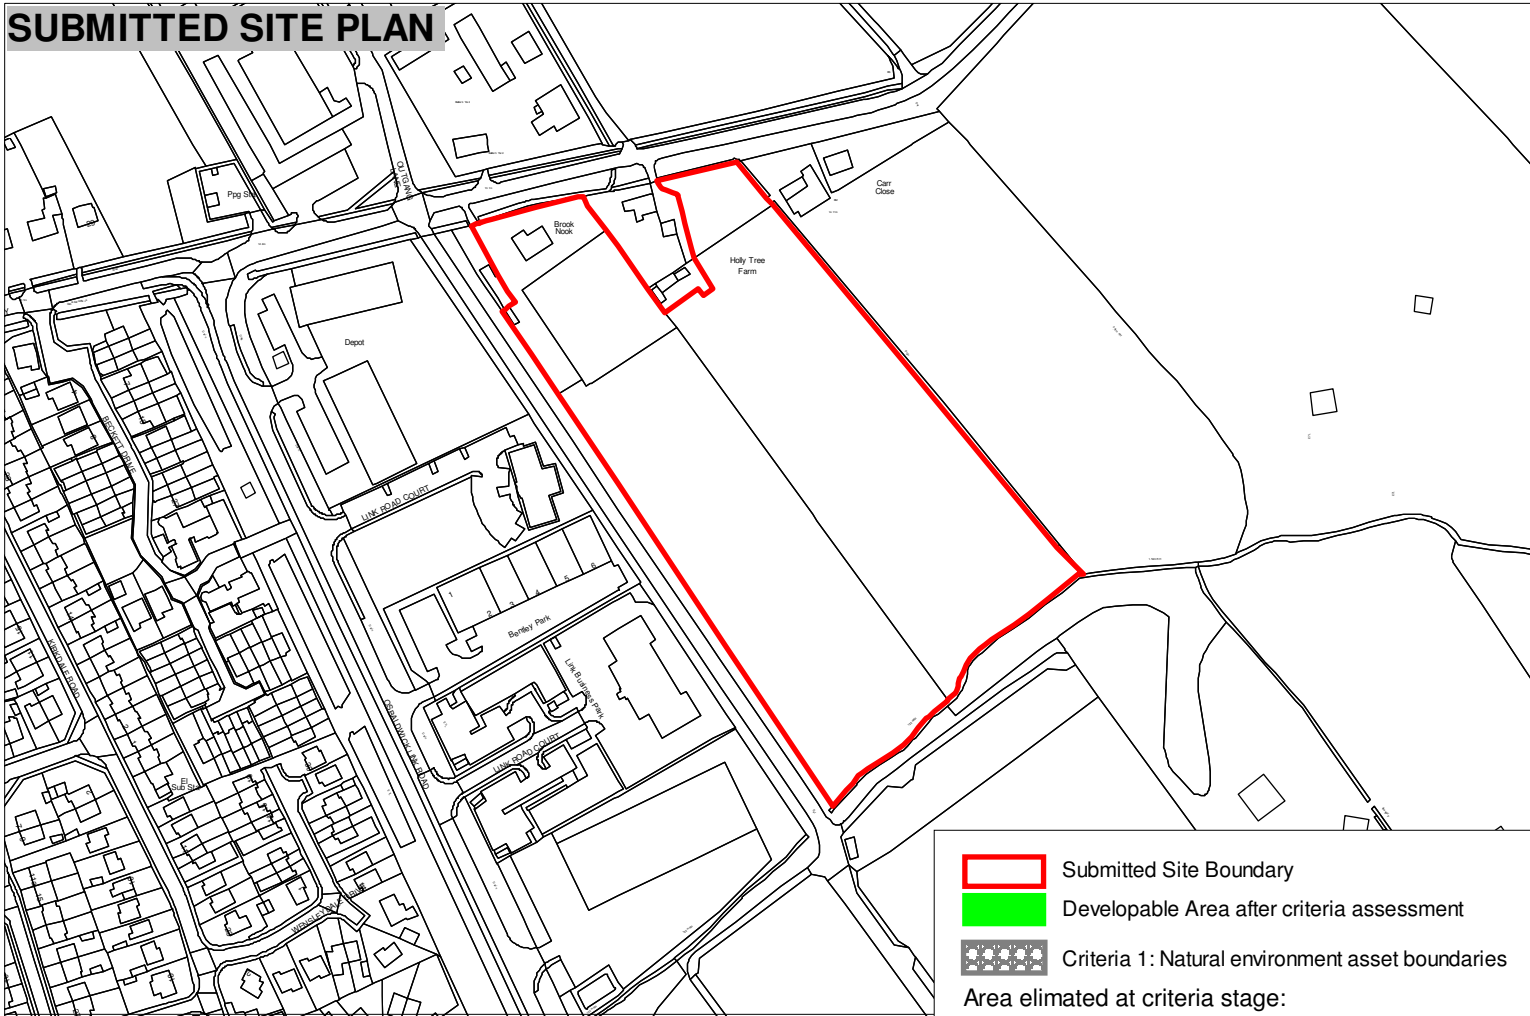 SUBMITTED SITE PLAN
Ppg Sta
Brook
Nook
Carr
Close
Holly Tree
Farm
Depot
BECKETT DRIVE
LINK ROAD COURT
1
2
3
4
5
6
Bentley Park
Link Business Park
KIRKDALE ROAD
OSBALDWICK LINK ROAD
LINK ROAD COURT
El
Sub Sta
WENSLEYDALE DRIVE
Submitted Site Boundary
Developable Area after criteria assessment
Criteria 1: Natural environment asset boundaries
Area elimated at criteria stage: